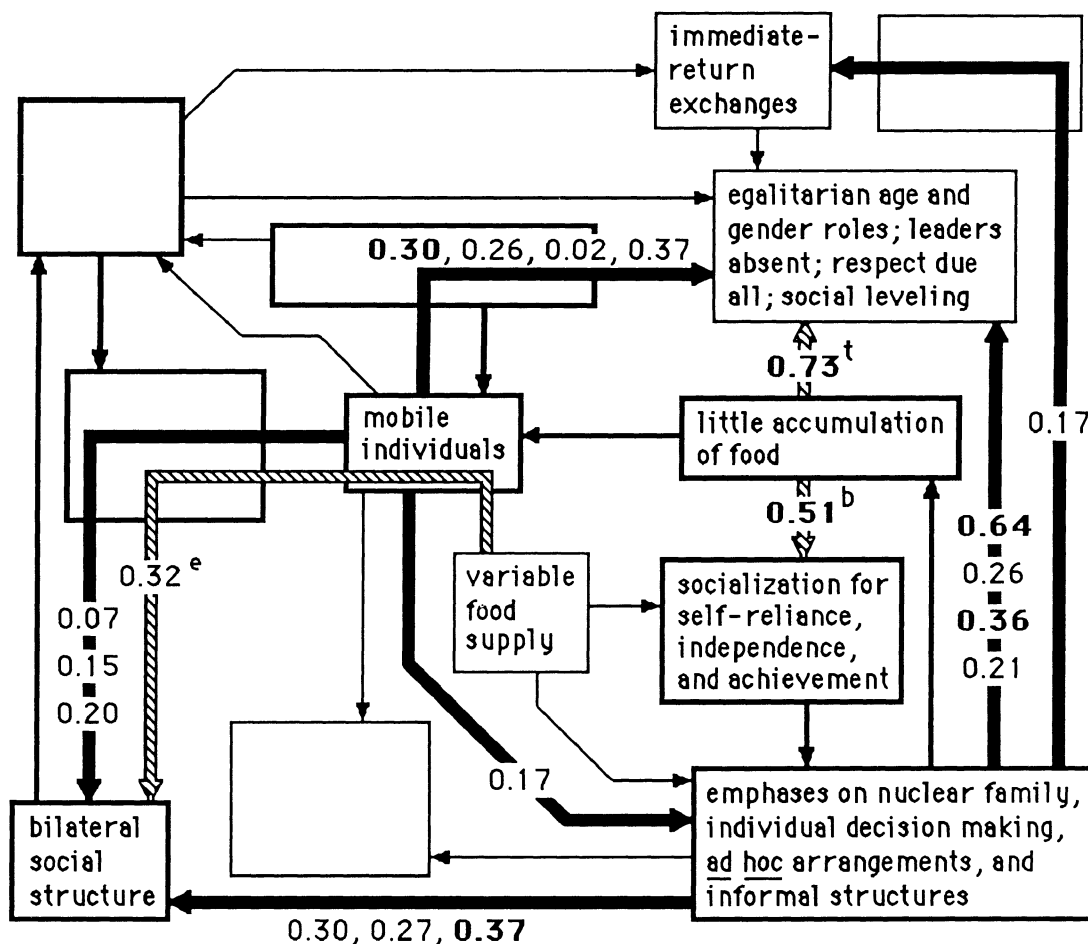 immediate-
return
exchanges
egalitarian age and
gender roles; leaders
absent; respect due
all; social leveling
0.30, 0.26, 0.02, 0.37
0.73 t
mobile
individuals
little accumulation
of food
0.17
0.51 b
0.64
0.26
0.36
0.21
0.32 e
variable
food
supply
socialization for
self-reliance,
independence,
and achievement
0.07
0.15
0.20
0.17
bilateral
social
structure
emphases on nuclear family,
individual decision making,
ad hoc arrangements, and
informal structures
0.30, 0.27, 0.37